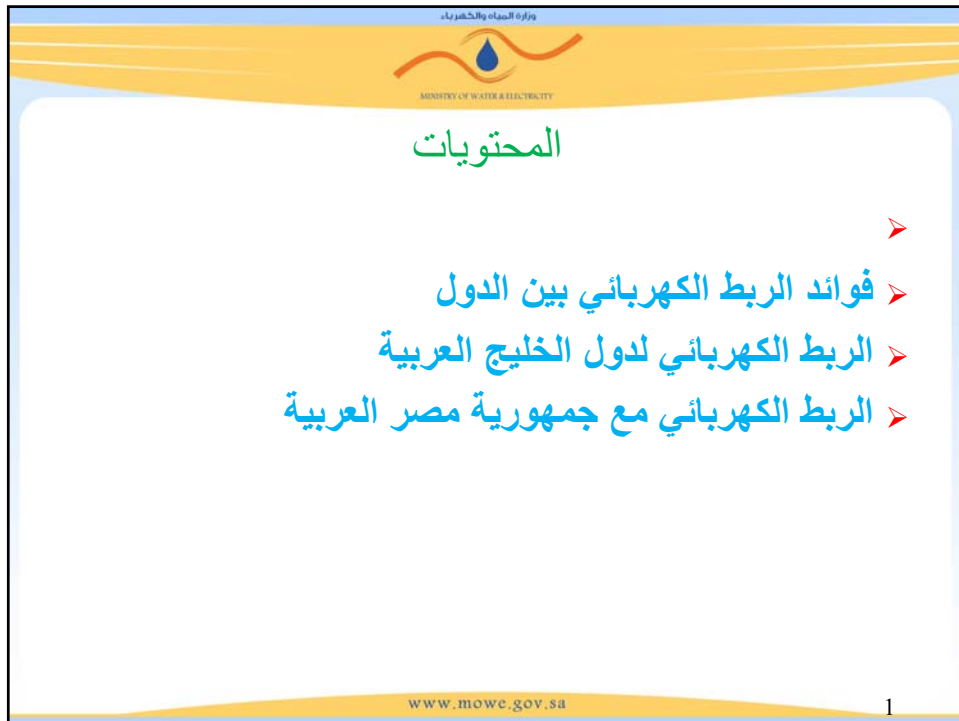 وزارة المياه والكهرباء
MINISTRY OF WATER & ELECTRICITY
المحتويات
➢
➢ فوائد الربط الكهربائي بين الدول
➢ الربط الكهربائي لدول الخليج العربية
➢ الربط الكهربائي مع جمهورية مصر العربية
www.mowe.gov.sa
1